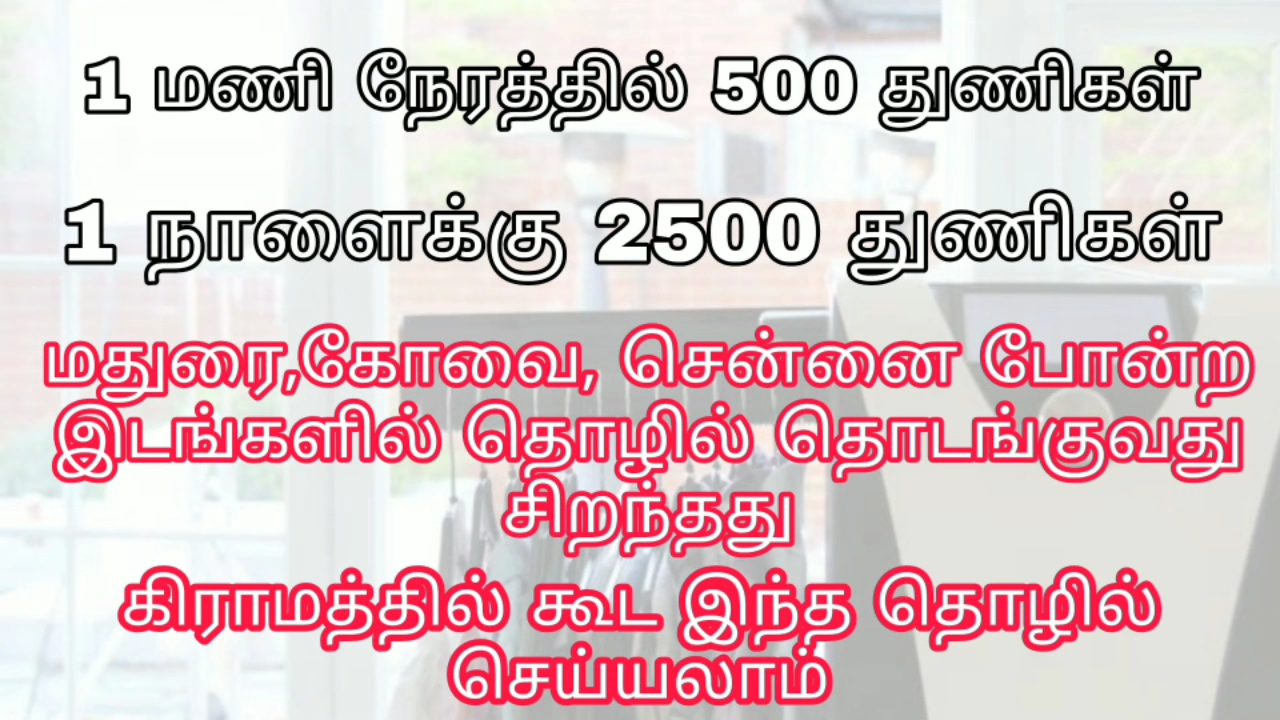 1 மணி நேரத்தில் 500 துணிகள்
1 நாளைக்கு 2500 துணிகள்
மதுரை,கோவை, சென்னை போன்ற
இடங்களில் தொழில் தொடங்குவது
சிறந்தது
கிராமத்தில் கூட இந்த தொழில்
செய்யலாம்